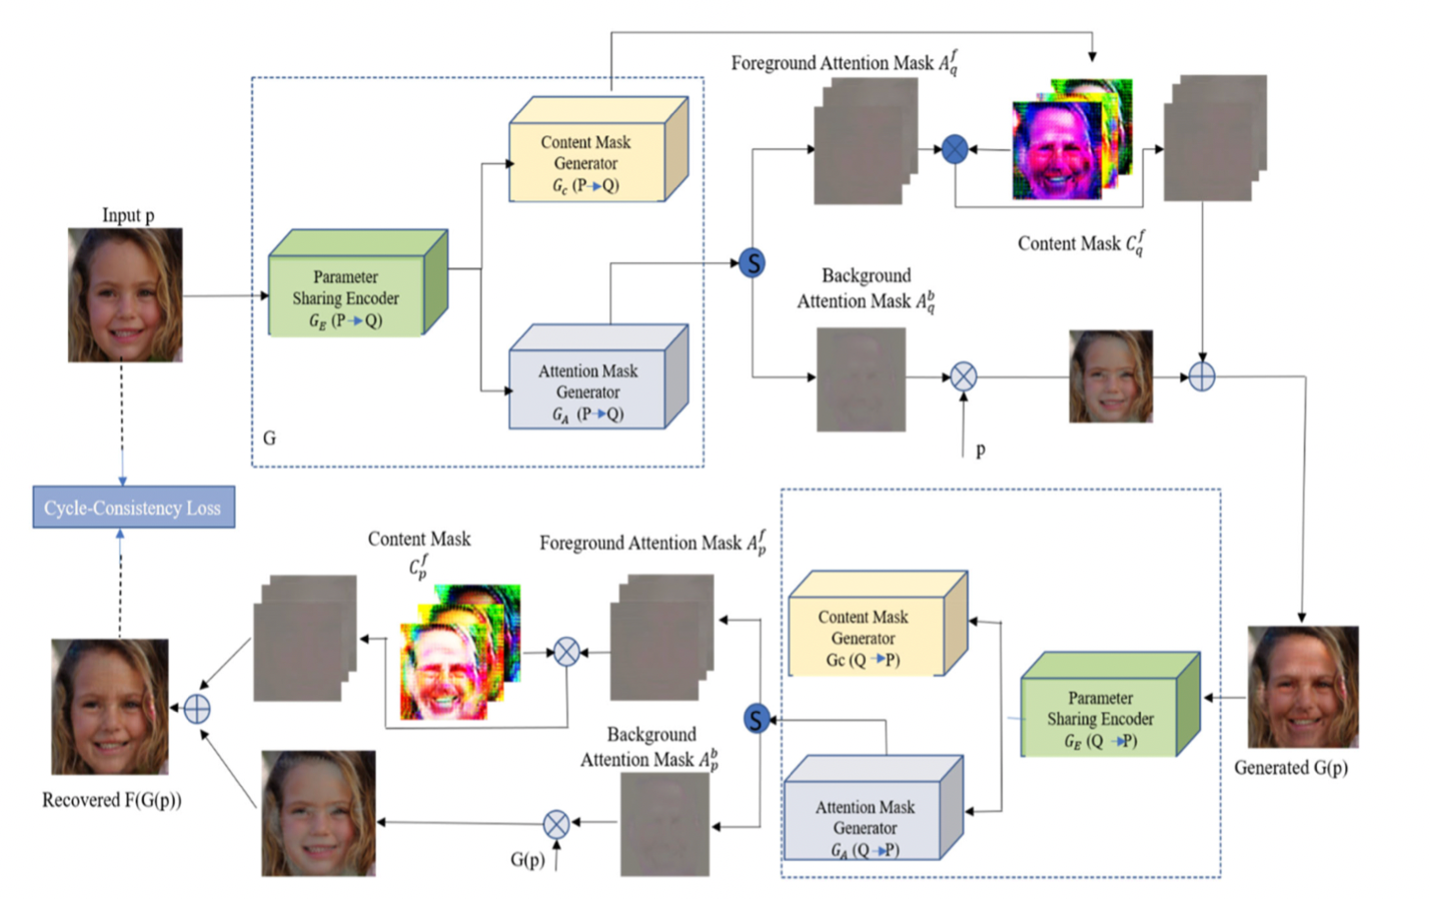 Foreground Attention Mask A_q^f
Content Mask
Generator
G_c (P→Q)
Input p
Parameter
Sharing Encoder
G_E (P→Q)
S
Content Mask C_q^f
Background
Attention Mask A_q^b
Attention Mask
Generator
G_A (P→Q)
G
p
Cycle-Consistency Loss
Content Mask
C_p^f
Foreground Attention Mask A_p^f
Content Mask
Generator
Gc (Q→P)
Parameter
Sharing Encoder
G_E (Q→P)
S
Background
Attention Mask A_p^b
Generated G(p)
Recovered F(G(p))
Attention Mask
Generator
G_A (Q→P)
G(p)